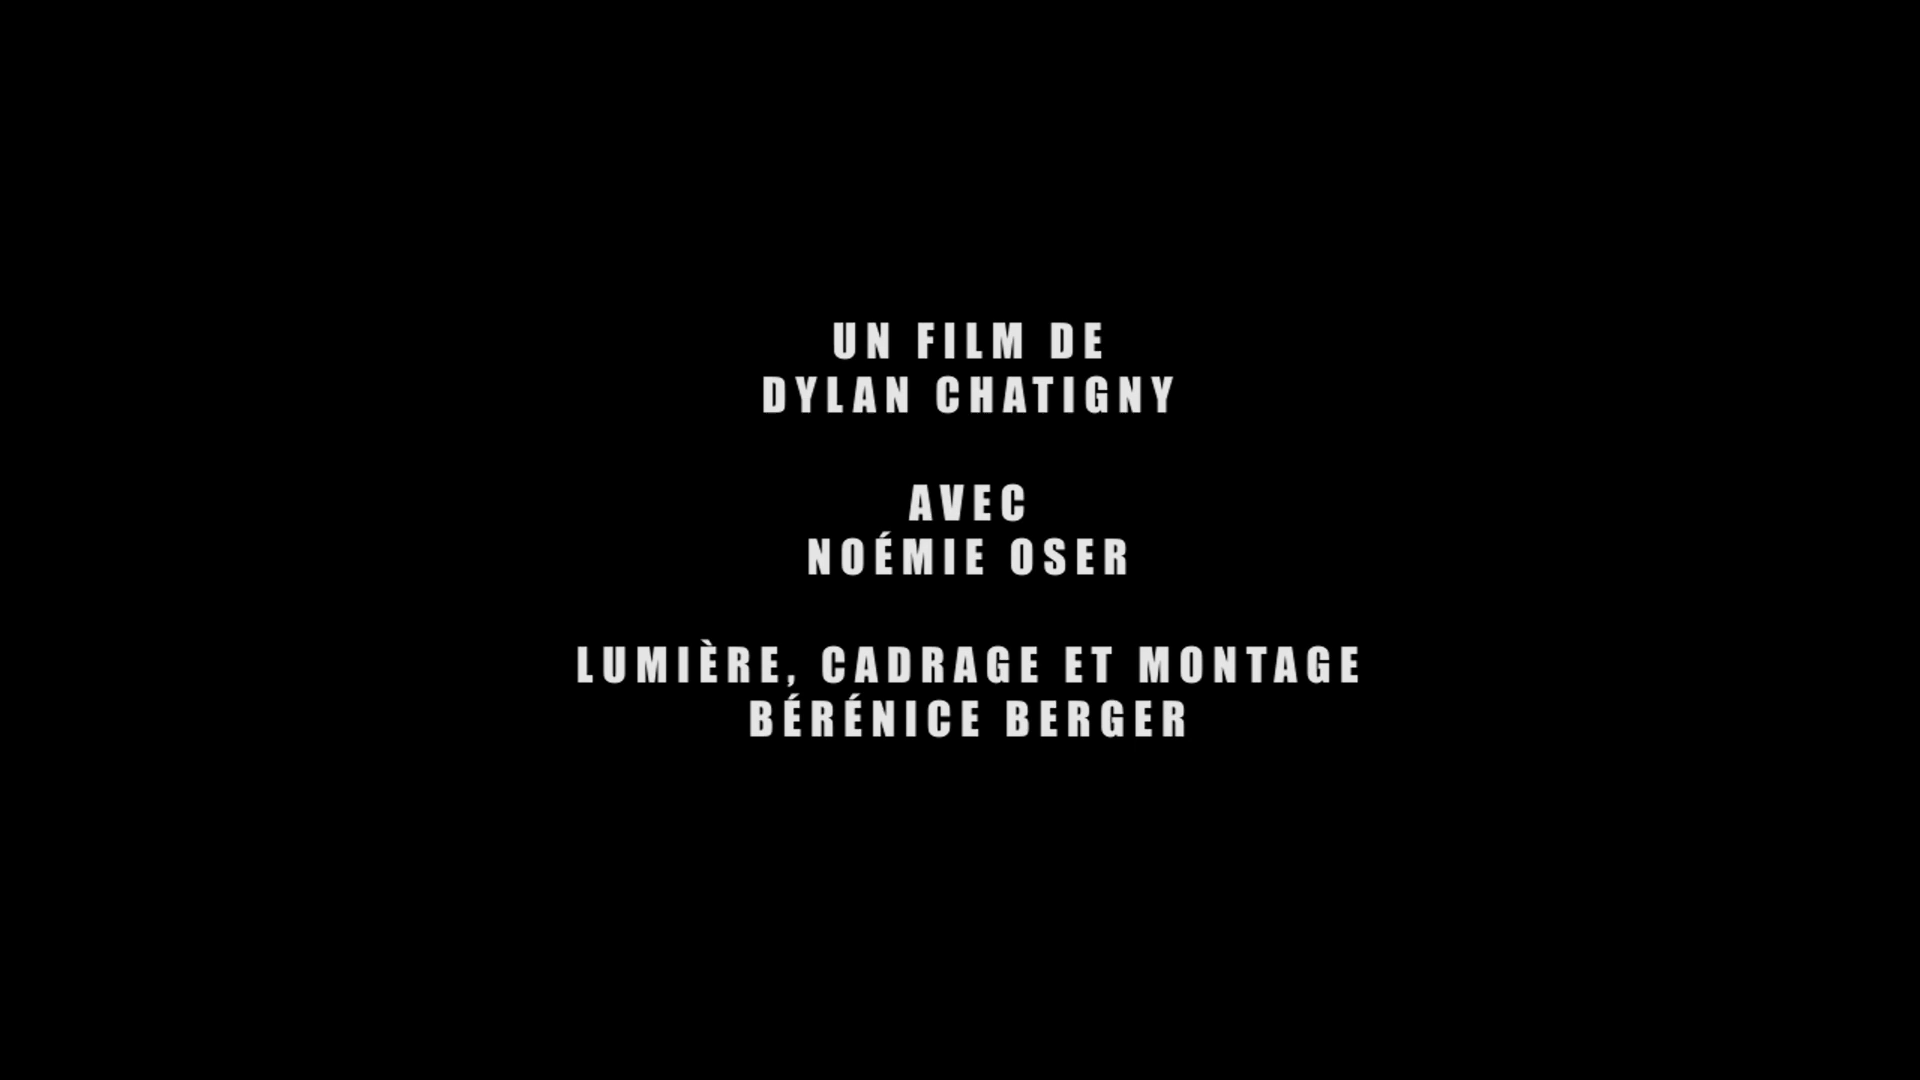 UN FILM DE
DYLAN CHATIGNY
AVEC
NOÉMIE OSER
LUMIÈRE, CADRAGE ET MONTAGE
BÉRÉNICE BERGER